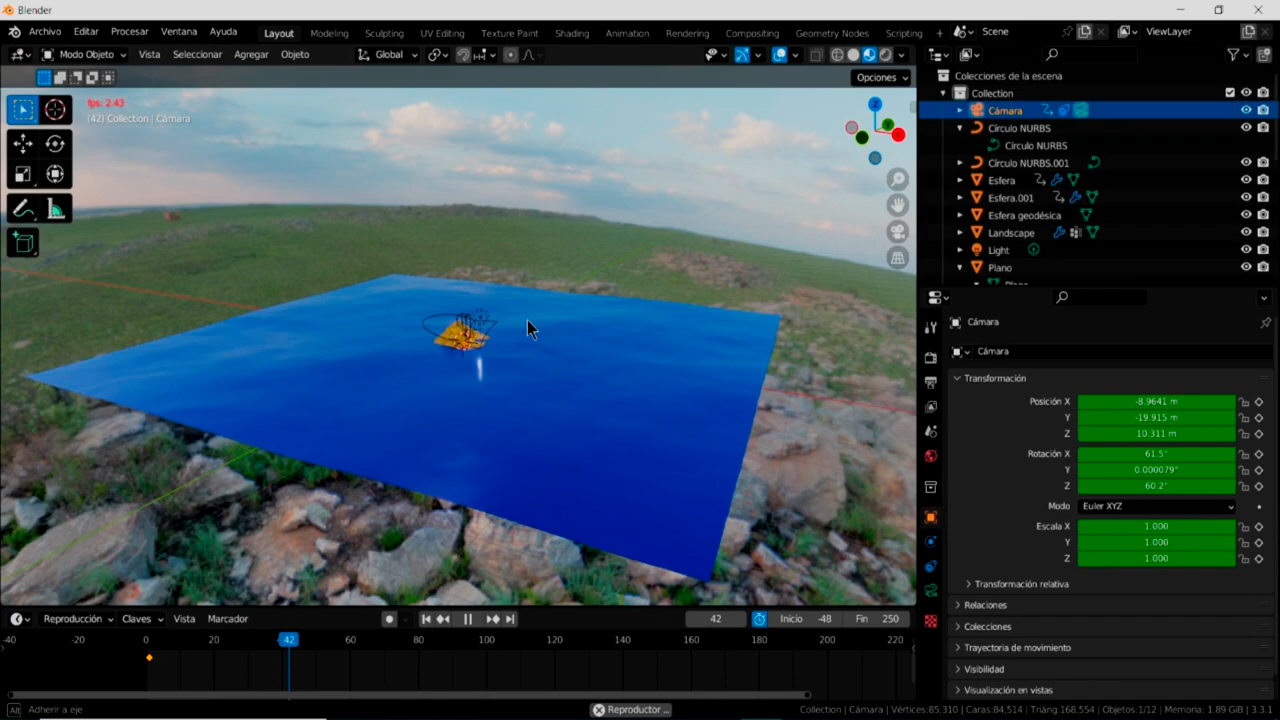 Blender
Archivo Editar Procesar Ventana Ayuda Layout Modeling Sculpting UV Editing Texture Paint Shading Animation Rendering Compositing Geometry Nodes Scripting + Scene ViewLayer
Modo Objeto Vista Seleccionar Agregar Objeto Global
Opciones
fps: 2.43
(42) Collection | Cámara
Z
Y
X
Colecciones de la escena
Collection
Cámara
Círculo NURBS
Círculo NURBS
Círculo NURBS.001
Esfera
Esfera.001
Esfera geodésica
Landscape
Light
Plano
Plano
Cámara
Cámara
Transformación
Posición X -8.9641 m
Y -19.915 m
Z 10.311 m
Rotación X 61.5°
Y 0.000079°
Z 60.2°
Modo Euler XYZ
Escala X 1.000
Y 1.000
Z 1.000
Transformación relativa
Relaciones
Colecciones
Trayectoria de movimiento
Visibilidad
Visualización en vistas
Reproducción Claves Vista Marcador 42 Inicio -48 Fin 250
-40 -20 0 20 42 60 80 100 120 140 160 180 200 220
Alt Adherir a eje Reproductor ... Collection | Cámara | Vértices:85,310 | Caras:84,514 | Triáng:168,554 | Objetos:1/12 | Memoria: 1.89 GiB | 3.3.1